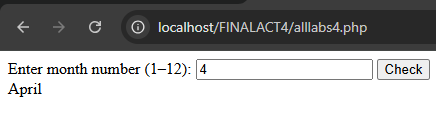 localhost/FINALACT4/alllabs4.php
Enter month number (1–12): 4 Check
April